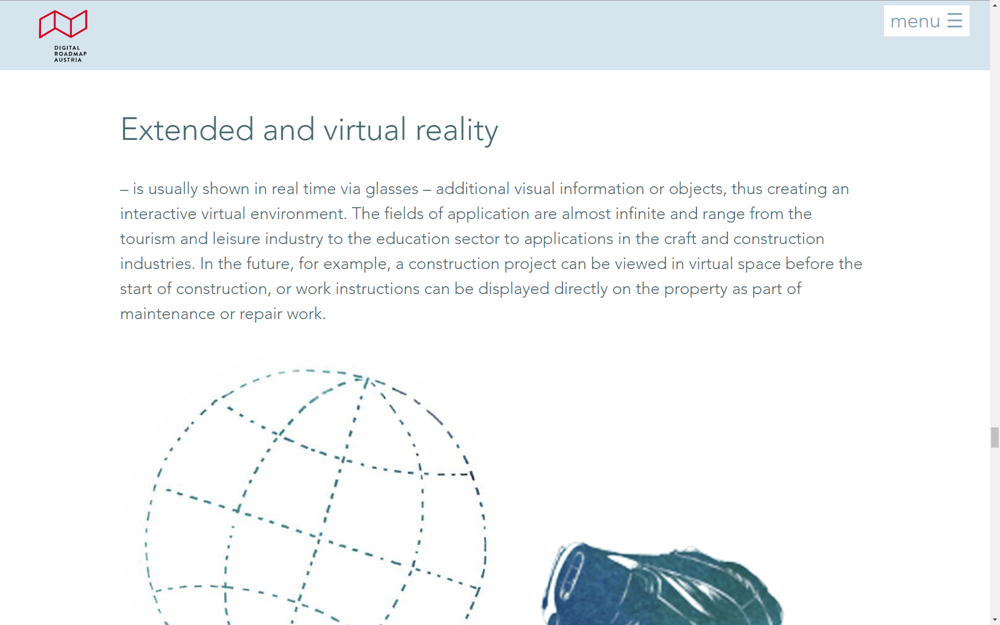 DIGITAL
ROADMAP
AUSTRIA
menu
Extended and virtual reality
– is usually shown in real time via glasses – additional visual information or objects, thus creating an
interactive virtual environment. The fields of application are almost infinite and range from the
tourism and leisure industry to the education sector to applications in the craft and construction
industries. In the future, for example, a construction project can be viewed in virtual space before the
start of construction, or work instructions can be displayed directly on the property as part of
maintenance or repair work.